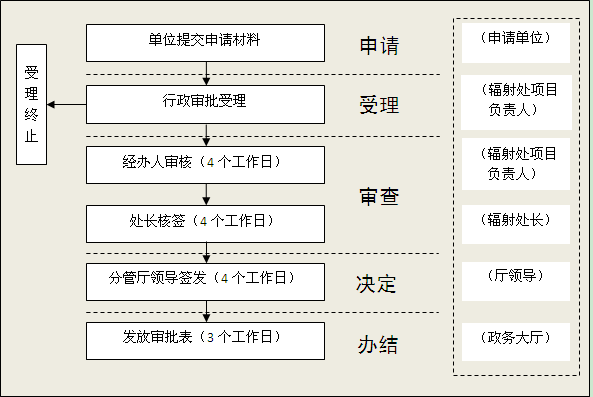 单位提交申请材料
申请
（申请单位）
受理终止
行政审批受理
受理
（辐射处项目
负责人）
经办人审核（4个工作日）
审查
（辐射处项目
负责人）
处长核签（4个工作日）
（辐射处长）
分管厅领导签发（4个工作日）
决定
（厅领导）
发放审批表（3个工作日）
办结
（政务大厅）